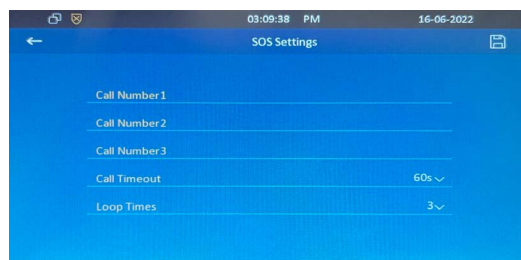 03:09:38 PM 16-06-2022
SOS Settings
Call Number1
Call Number2
Call Number3
Call Timeout 60s
Loop Times 3